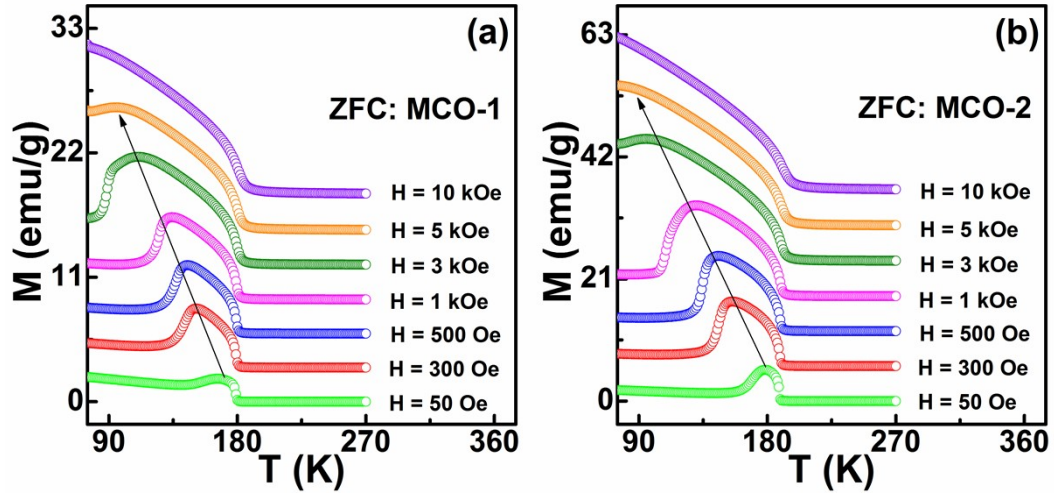 (a)
ZFC: MCO-1
M (emu/g)
33
22
11
0
H = 10 kOe
H = 5 kOe
H = 3 kOe
H = 1 kOe
H = 500 Oe
H = 300 Oe
H = 50 Oe
90 180 270 360
T (K)
(b)
ZFC: MCO-2
M (emu/g)
63
42
21
0
H = 10 kOe
H = 5 kOe
H = 3 kOe
H = 1 kOe
H = 500 Oe
H = 300 Oe
H = 50 Oe
90 180 270 360
T (K)